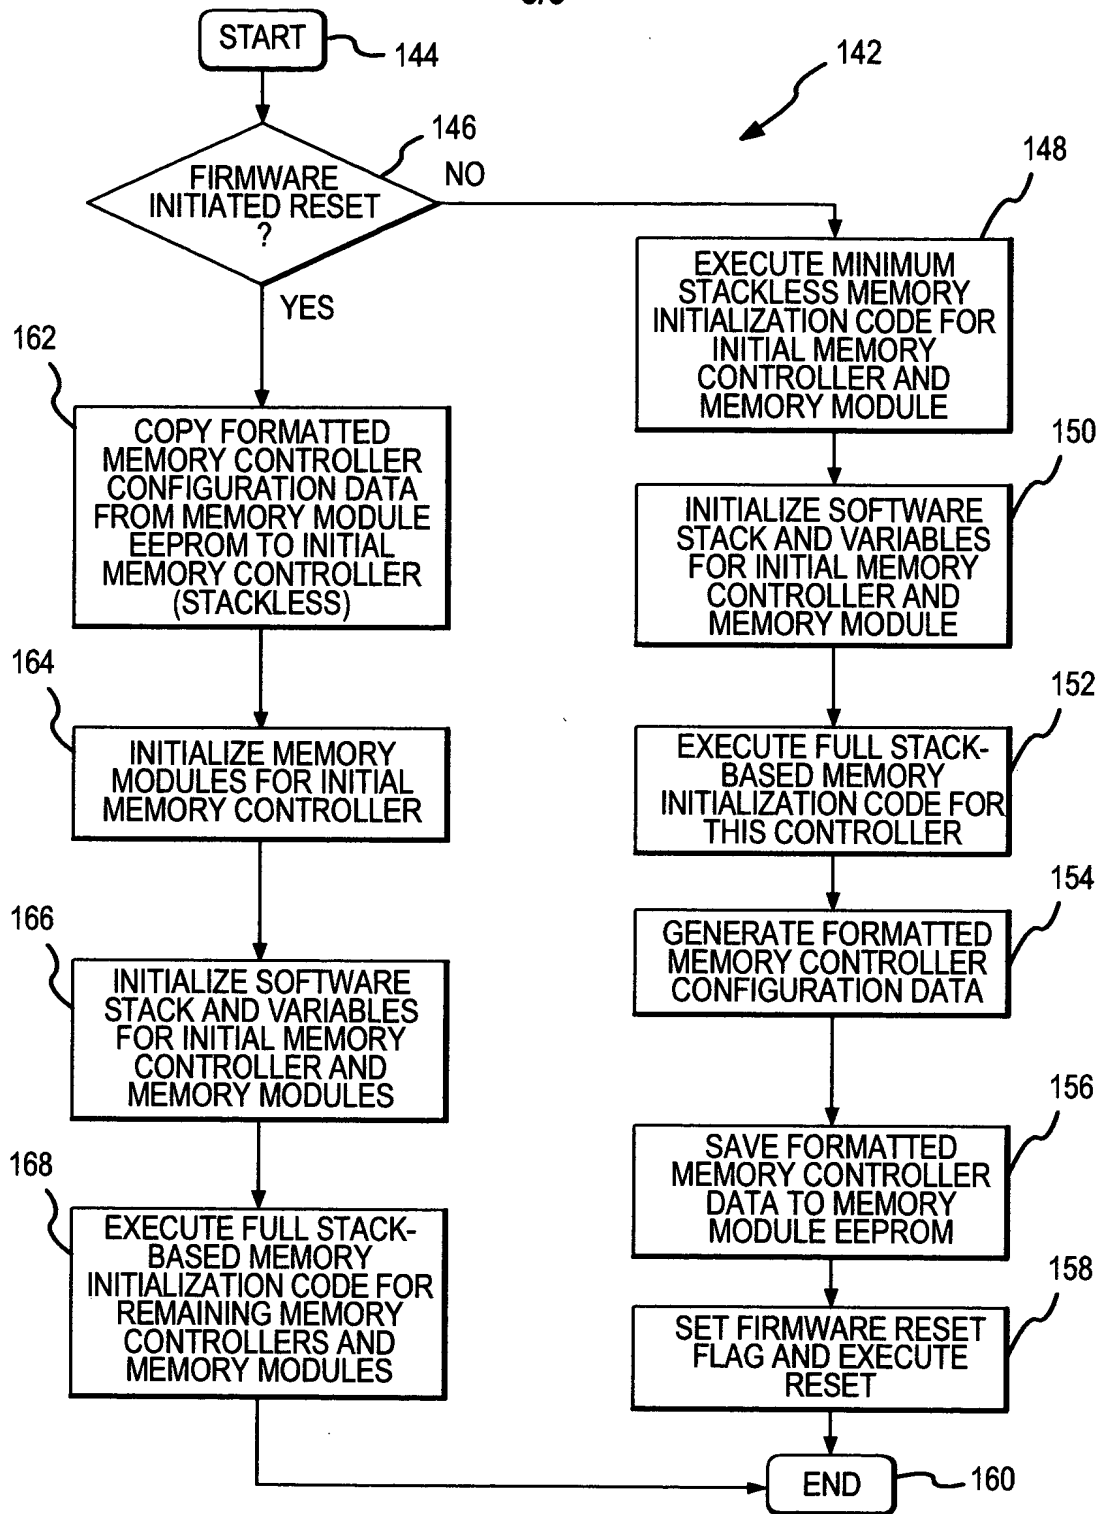 START
144
142
146
FIRMWARE
INITIATED RESET
?
NO
YES
148
EXECUTE MINIMUM
STACKLESS MEMORY
INITIALIZATION CODE FOR
INITIAL MEMORY
CONTROLLER AND
MEMORY MODULE
162
COPY FORMATTED
MEMORY CONTROLLER
CONFIGURATION DATA
FROM MEMORY MODULE
EEPROM TO INITIAL
MEMORY CONTROLLER
(STACKLESS)
150
INITIALIZE SOFTWARE
STACK AND VARIABLES
FOR INITIAL MEMORY
CONTROLLER AND
MEMORY MODULE
164
INITIALIZE MEMORY
MODULES FOR INITIAL
MEMORY CONTROLLER
152
EXECUTE FULL STACK-
BASED MEMORY
INITIALIZATION CODE FOR
THIS CONTROLLER
154
GENERATE FORMATTED
MEMORY CONTROLLER
CONFIGURATION DATA
166
INITIALIZE SOFTWARE
STACK AND VARIABLES
FOR INITIAL MEMORY
CONTROLLER AND
MEMORY MODULES
156
SAVE FORMATTED
MEMORY CONTROLLER
DATA TO MEMORY
MODULE EEPROM
168
EXECUTE FULL STACK-
BASED MEMORY
INITIALIZATION CODE FOR
REMAINING MEMORY
CONTROLLERS AND
MEMORY MODULES
158
SET FIRMWARE RESET
FLAG AND EXECUTE
RESET
END
160